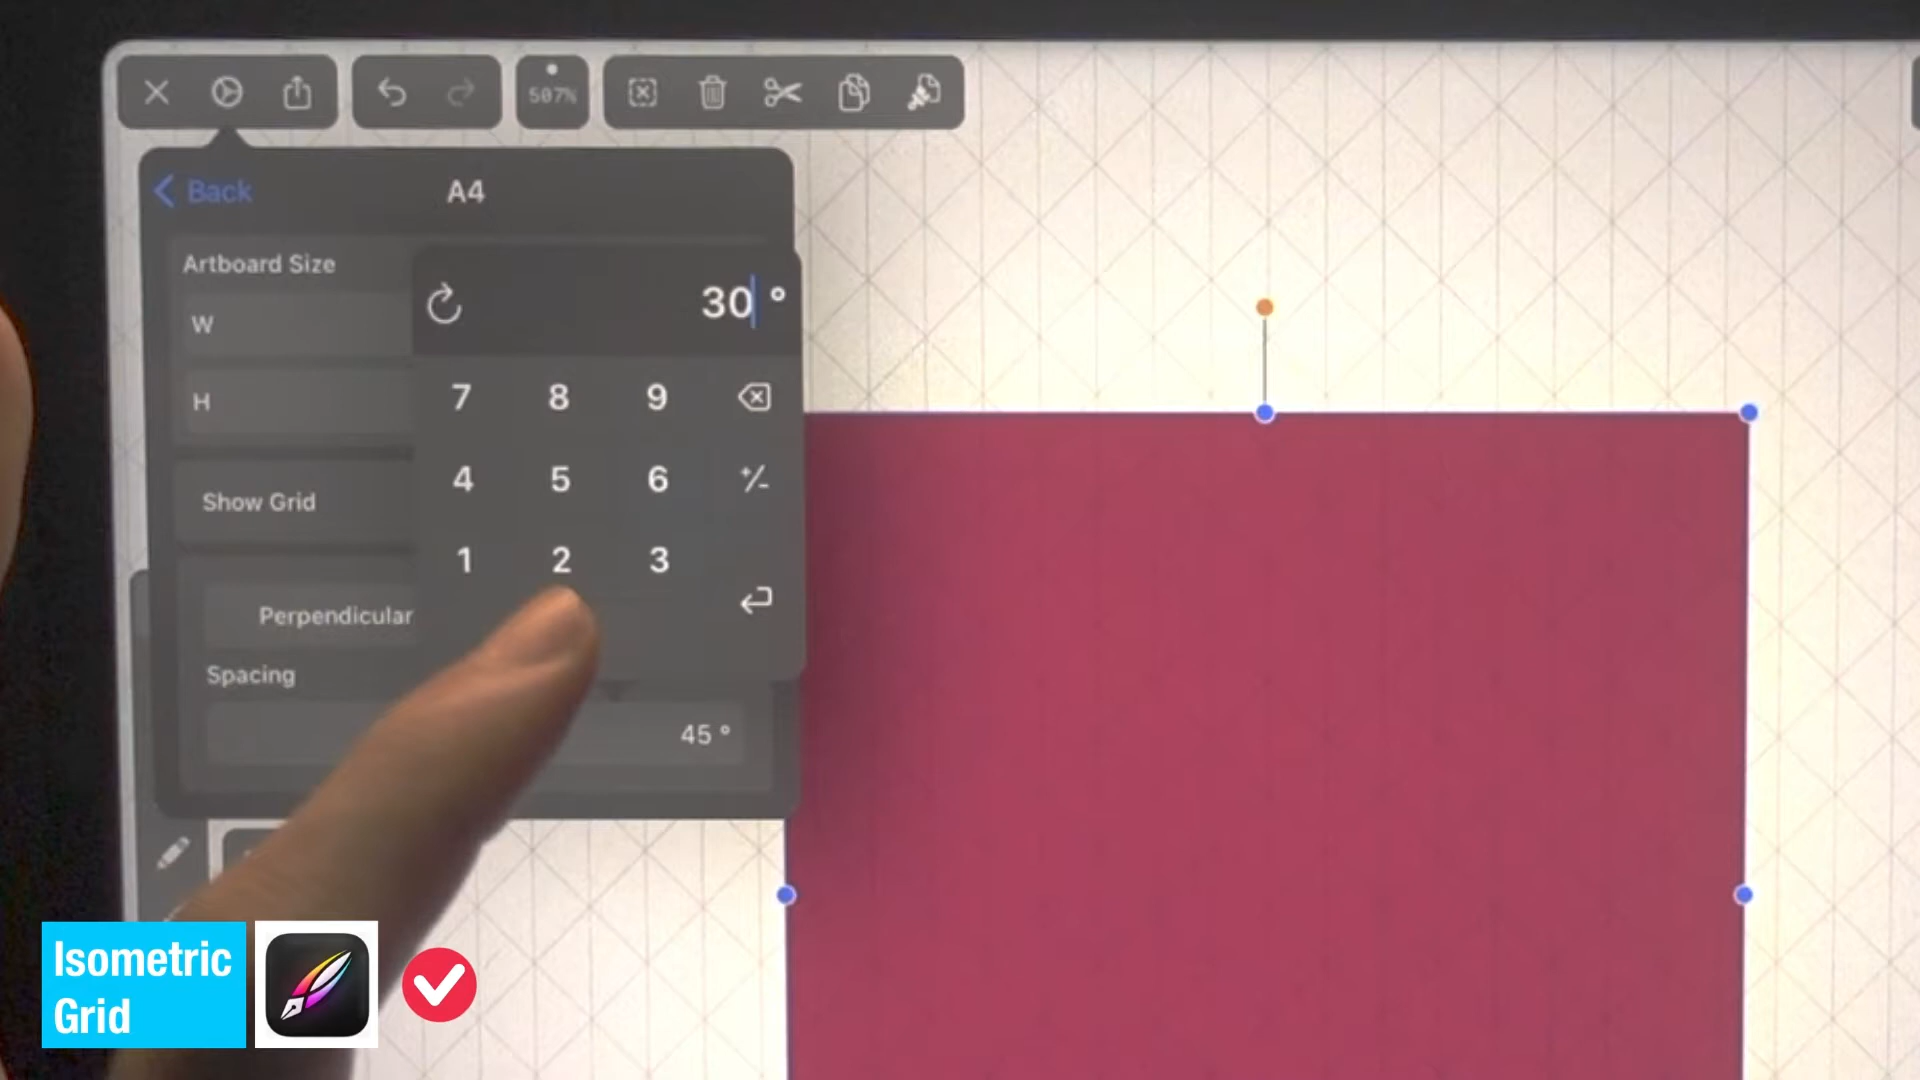 507%
Back
A4
Artboard Size
W
H
30 °
7 8 9
4 5 6 +/-
1 2 3
Show Grid
Perpendicular
Spacing
45 °
Isometric
Grid